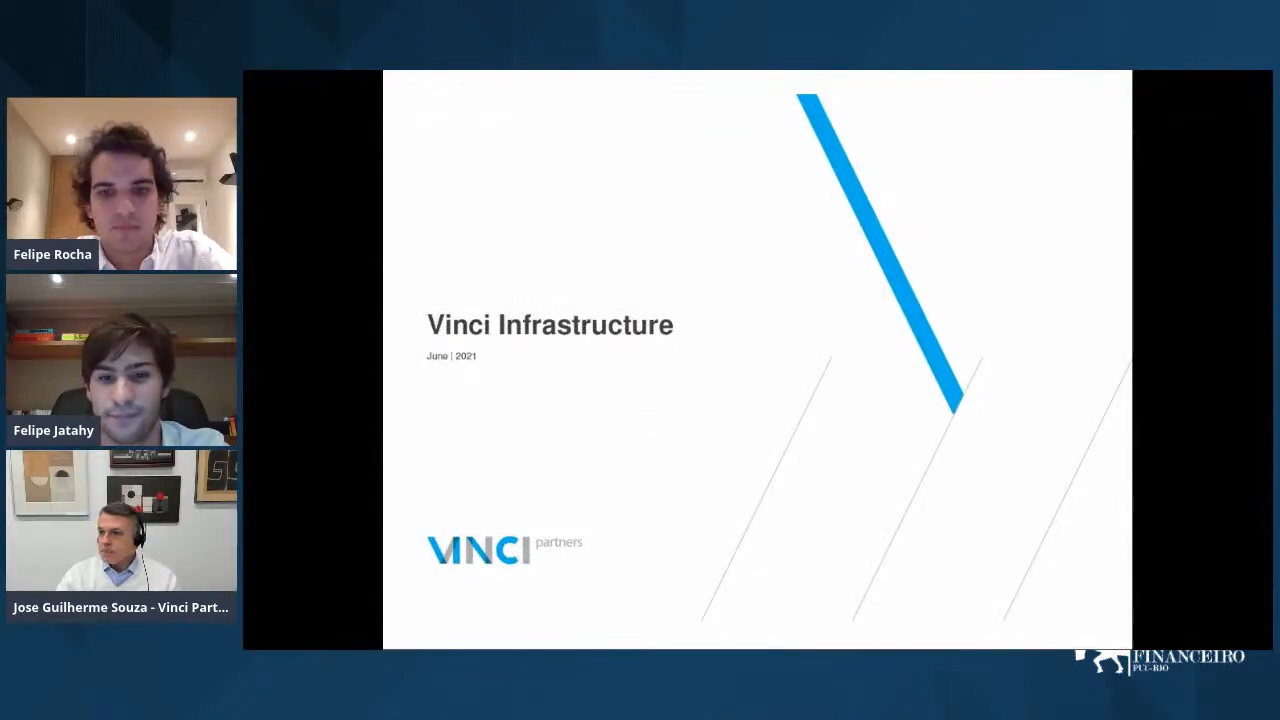 Felipe Rocha
Felipe Jatahy
Jose Guilherme Souza - Vinci Part...
Vinci Infrastructure
June | 2021
VINCI partners
FINANCEIRO
PUC-RIO